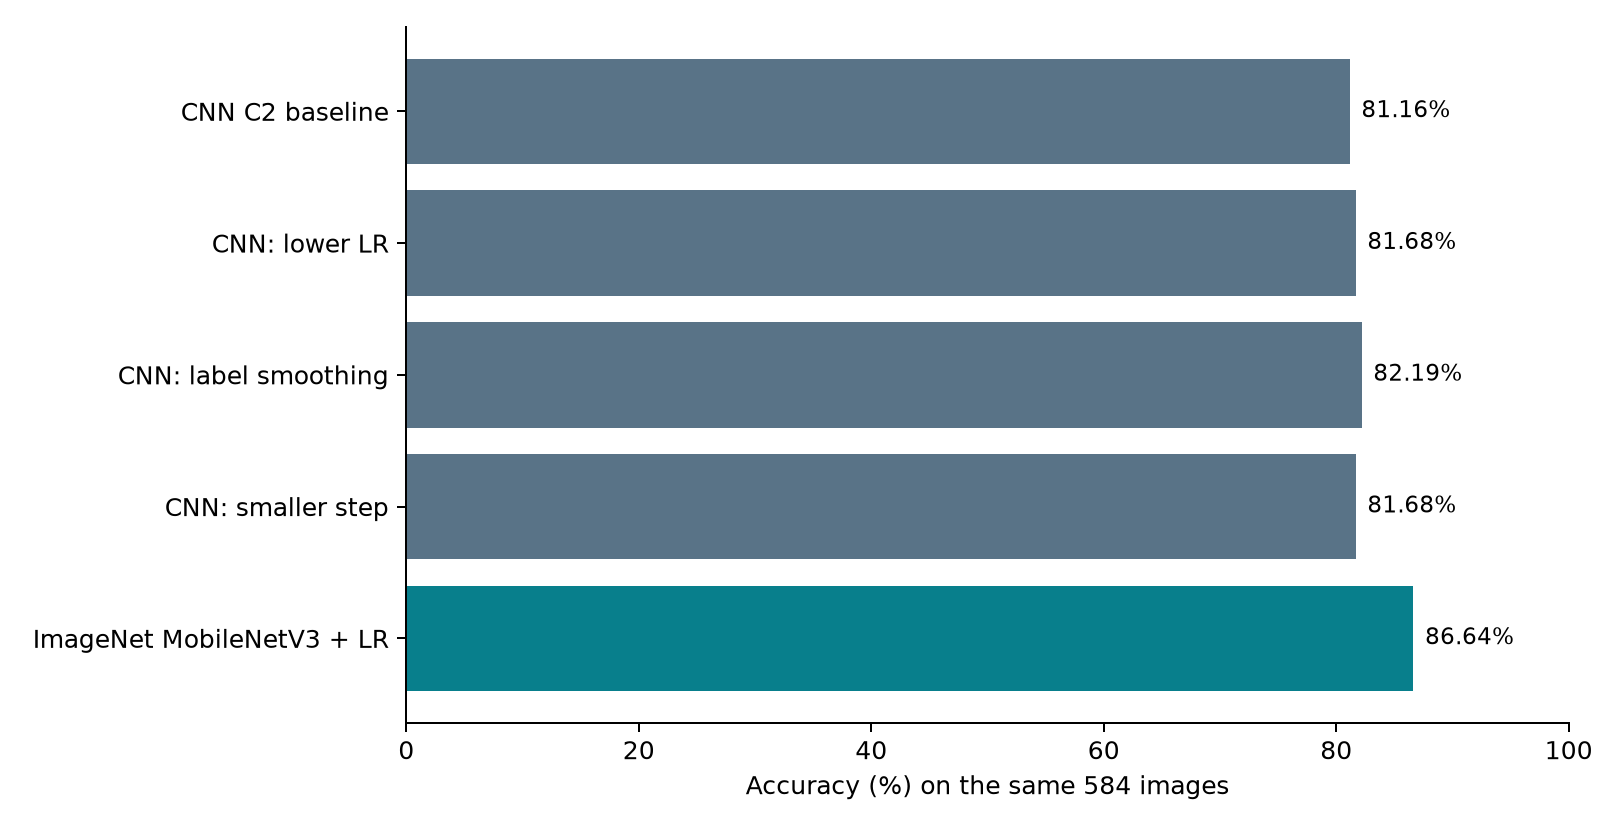 CNN C2 baseline 81.16%
CNN: lower LR 81.68%
CNN: label smoothing 82.19%
CNN: smaller step 81.68%
ImageNet MobileNetV3 + LR 86.64%
0 20 40 60 80 100
Accuracy (%) on the same 584 images